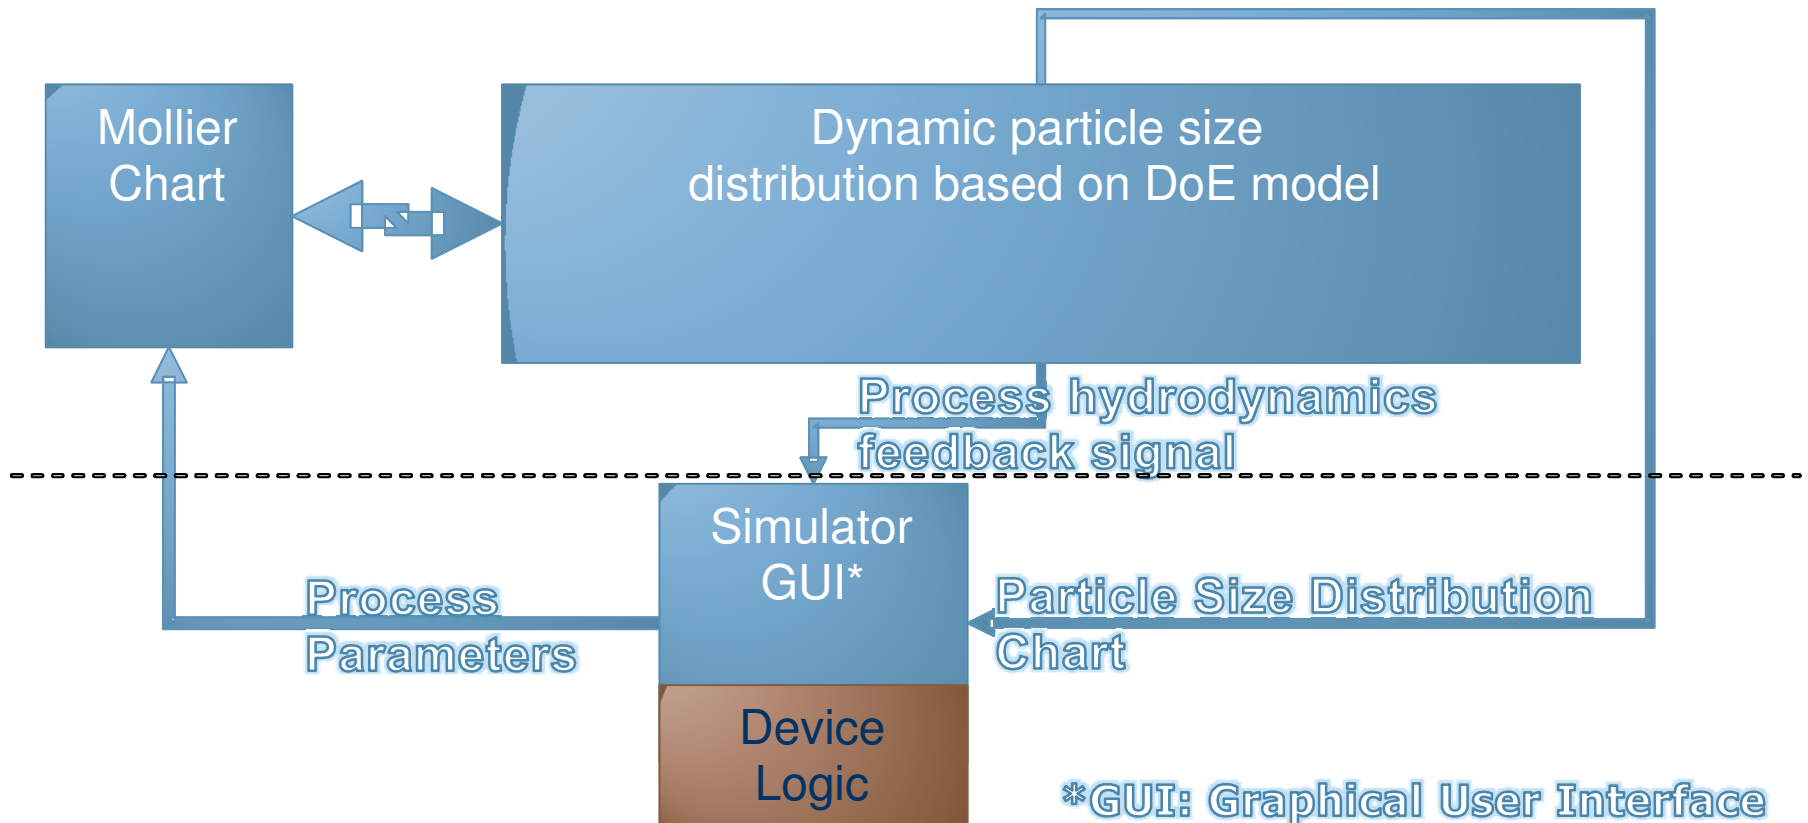 Mollier
Chart
Dynamic particle size
distribution based on DoE model
Process hydrodynamics
feedback signal
Simulator
GUI*
Process
Parameters
Particle Size Distribution
Chart
Device
Logic
*GUI: Graphical User Interface